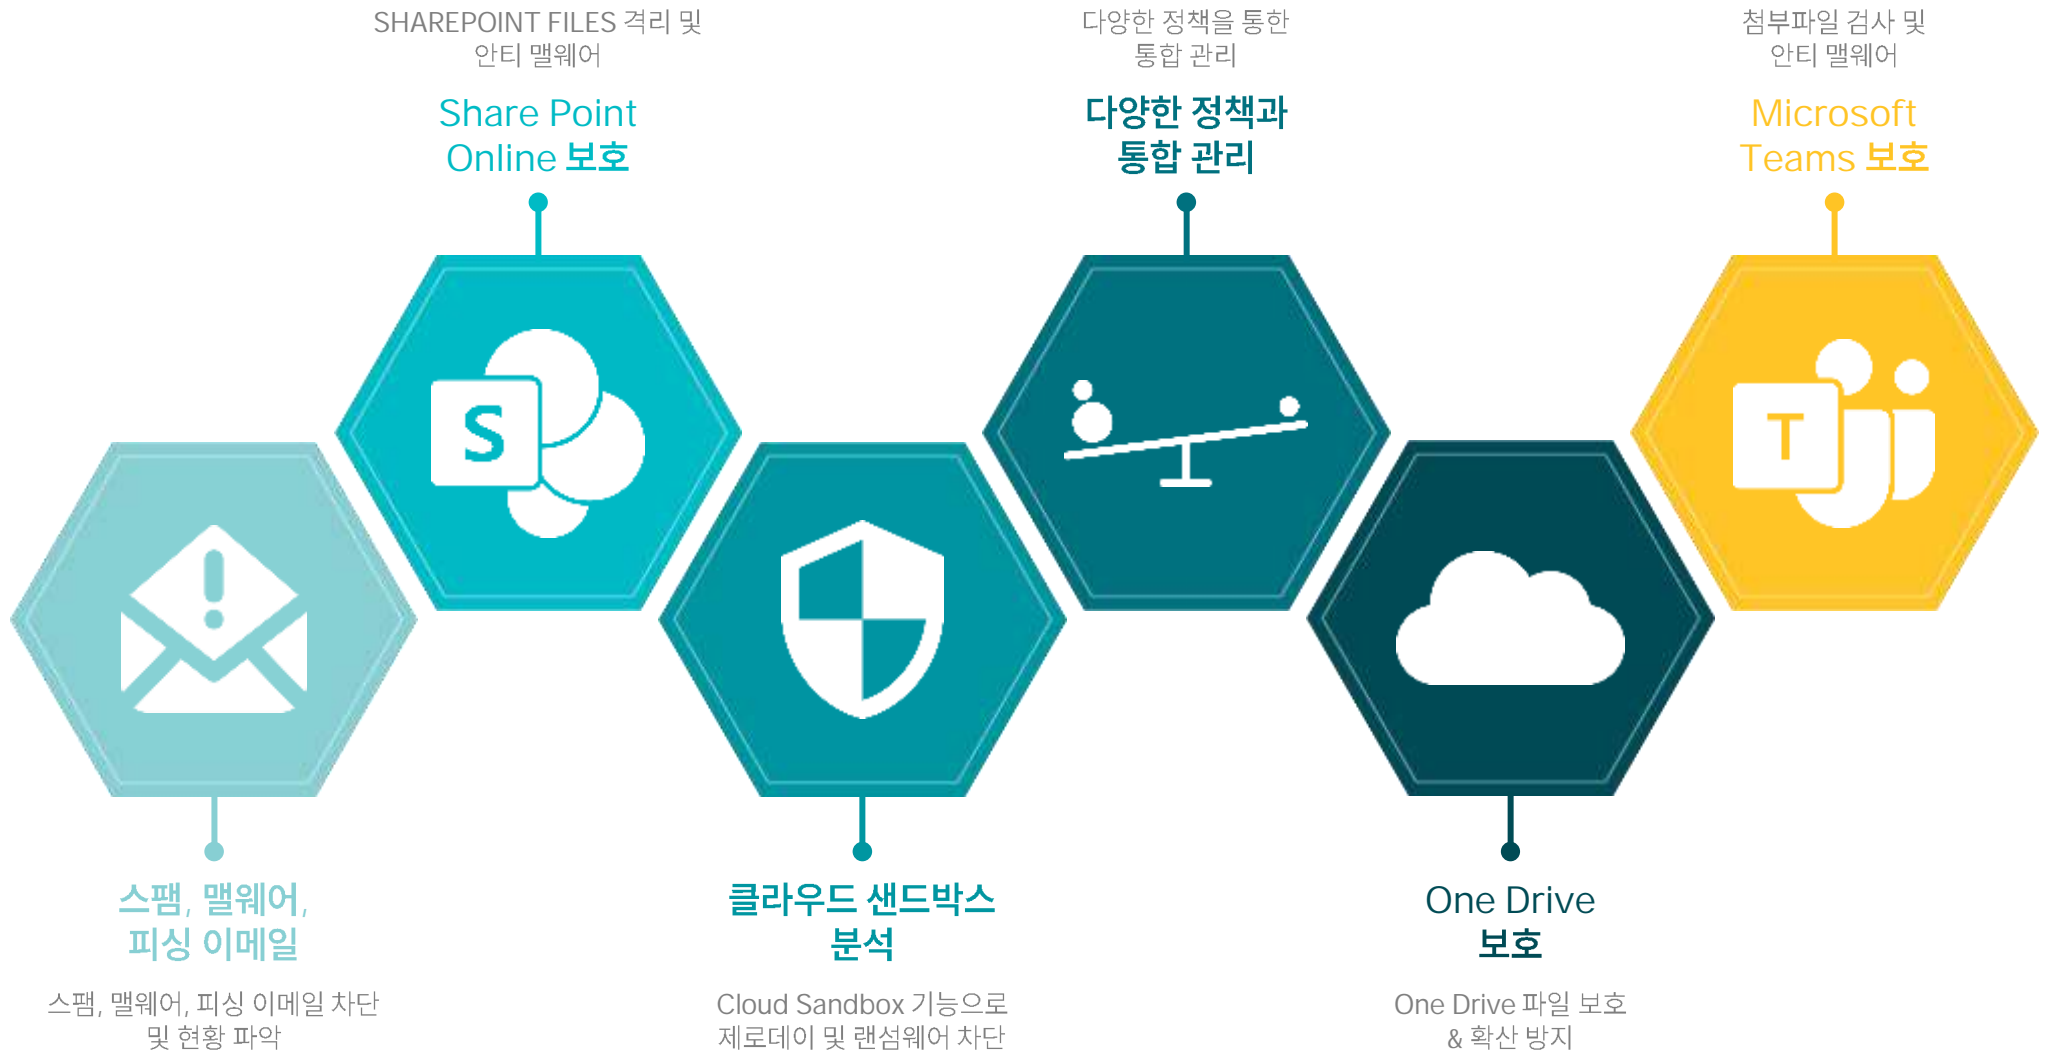 SHAREPOINT FILES 격리 및
안티 맬웨어
Share Point
Online 보호
다양한 정책을 통한
통합 관리
다양한 정책과
통합 관리
첨부파일 검사 및
안티 맬웨어
Microsoft
Teams 보호
S
T
스팸, 맬웨어,
피싱 이메일
스팸, 맬웨어, 피싱 이메일 차단
및 현황 파악
클라우드 샌드박스
분석
Cloud Sandbox 기능으로
제로데이 및 랜섬웨어 차단
One Drive
보호
One Drive 파일 보호
& 확산 방지